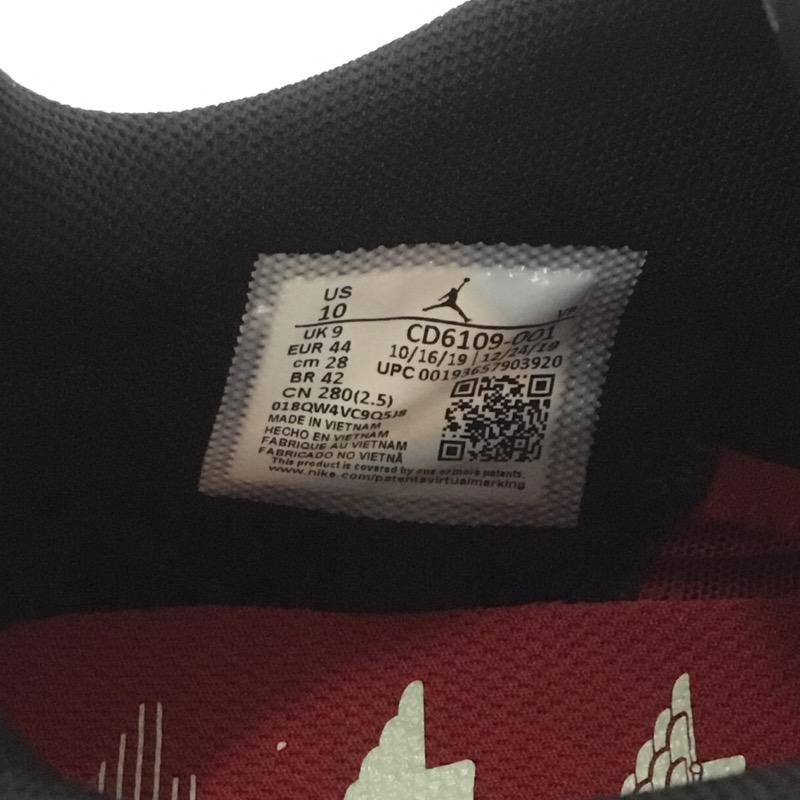 US
10
VP
UK 9
EUR 44
cm 28
BR 42
CN 280(2.5)
CD6109-001
10/16/19 | 12/24/19
UPC 00193657903920
018QW4VC9Q5J8
MADE IN VIETNAM
HECHO EN VIETNAM
FABRIQUE AU VIETNAM
FABRICADO NO VIETNÃ
This product is covered by one or more patents.
www.nike.com/patentsvirtualmarking